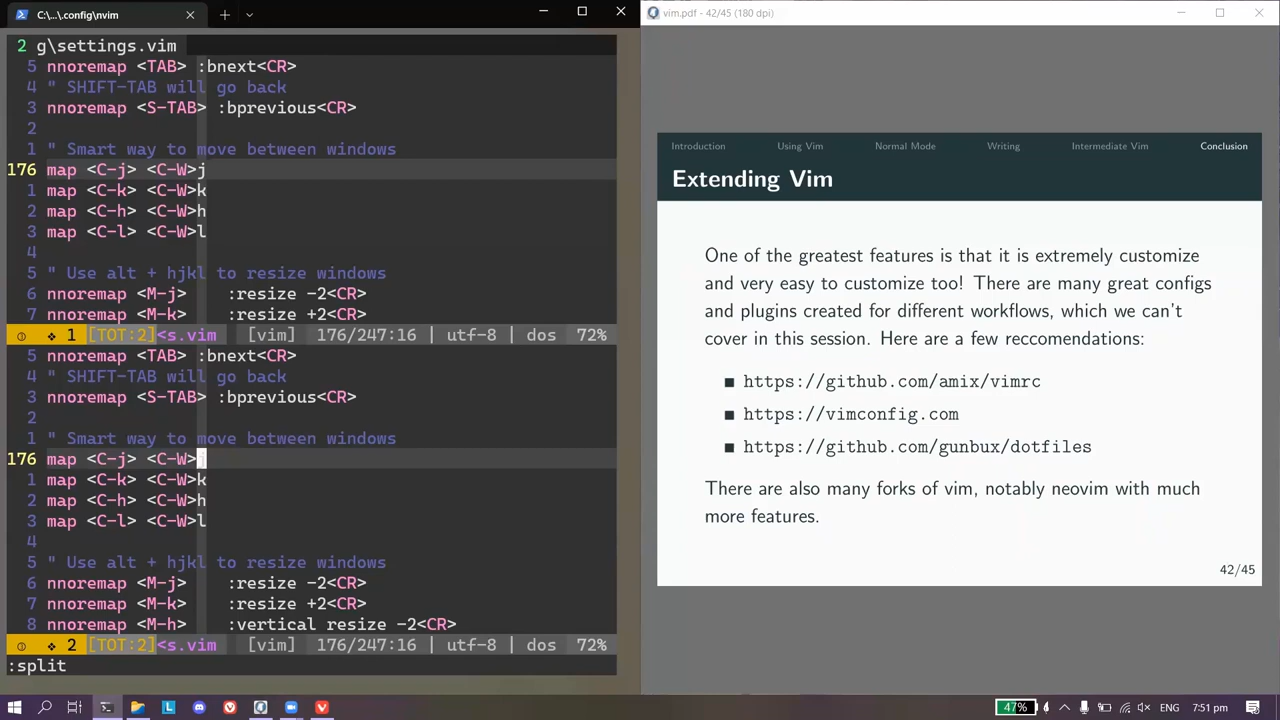 C:\...\.config\nvim
2 g\settings.vim
5 nnoremap <TAB> :bnext<CR>
4 " SHIFT-TAB will go back
3 nnoremap <S-TAB> :bprevious<CR>
2
1 " Smart way to move between windows
176 map <C-j> <C-W>j
1 map <C-k> <C-W>k
2 map <C-h> <C-W>h
3 map <C-l> <C-W>l
4
5 " Use alt + hjkl to resize windows
6 nnoremap <M-j> :resize -2<CR>
7 nnoremap <M-k> :resize +2<CR>
1 [TOT:2]<s.vim [vim] 176/247:16 | utf-8 | dos 72%
5 nnoremap <TAB> :bnext<CR>
4 " SHIFT-TAB will go back
3 nnoremap <S-TAB> :bprevious<CR>
2
1 " Smart way to move between windows
176 map <C-j> <C-W>j
1 map <C-k> <C-W>k
2 map <C-h> <C-W>h
3 map <C-l> <C-W>l
4
5 " Use alt + hjkl to resize windows
6 nnoremap <M-j> :resize -2<CR>
7 nnoremap <M-k> :resize +2<CR>
8 nnoremap <M-h> :vertical resize -2<CR>
2 [TOT:2]<s.vim [vim] 176/247:16 | utf-8 | dos 72%
:split
vim.pdf - 42/45 (180 dpi)
Introduction Using Vim Normal Mode Writing Intermediate Vim Conclusion
Extending Vim
One of the greatest features is that it is extremely customize
and very easy to customize too! There are many great configs
and plugins created for different workflows, which we can't
cover in this session. Here are a few reccomendations:
https://github.com/amix/vimrc
https://vimconfig.com
https://github.com/gunbux/dotfiles
There are also many forks of vim, notably neovim with much
more features.
42/45
47% ENG 7:51 pm